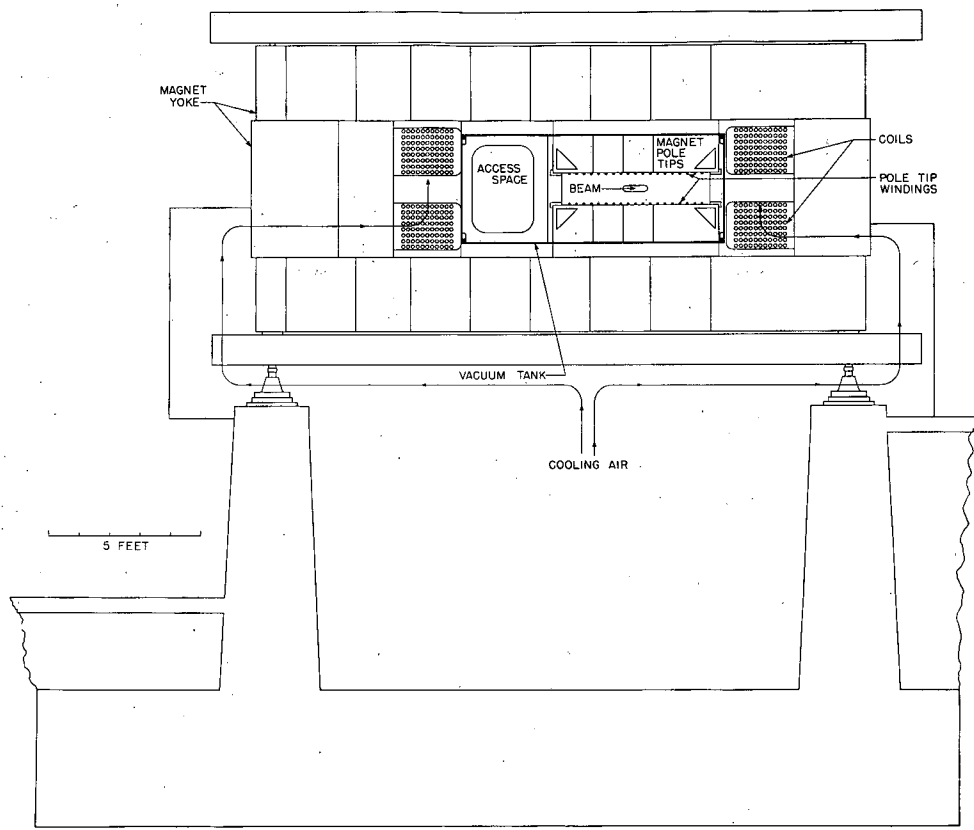 MAGNET
YOKE
ACCESS
SPACE
MAGNET
POLE
TIPS
BEAM
COILS
POLE TIP
WINDINGS
VACUUM TANK
COOLING AIR
5 FEET